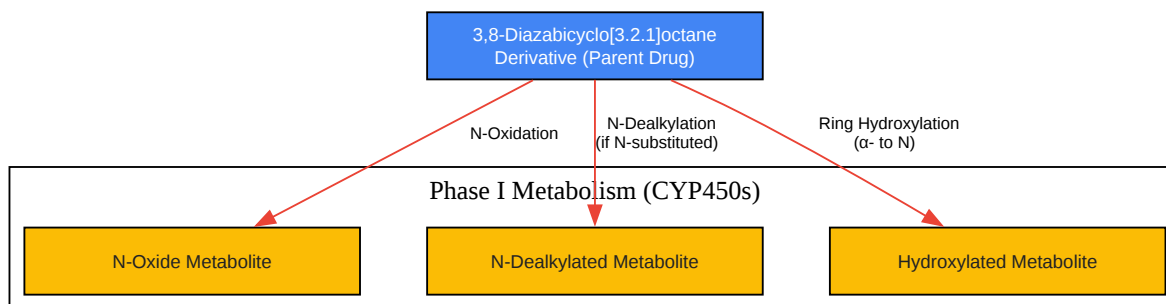 3,8-Diazabicyclo[3.2.1]octane
Derivative (Parent Drug)
N-Oxidation
N-Dealkylation
(if N-substituted)
Ring Hydroxylation
(α- to N)
Phase I Metabolism (CYP450s)
N-Oxide Metabolite
N-Dealkylated Metabolite
Hydroxylated Metabolite